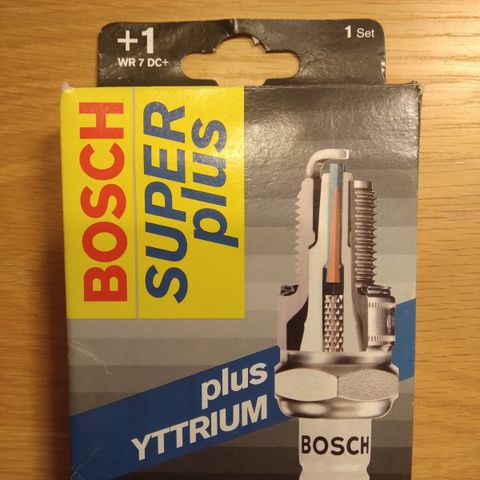 +1
WR 7 DC+
1 Set
BOSCH
SUPER
plus
plus
YTTRIUM
BOSCH